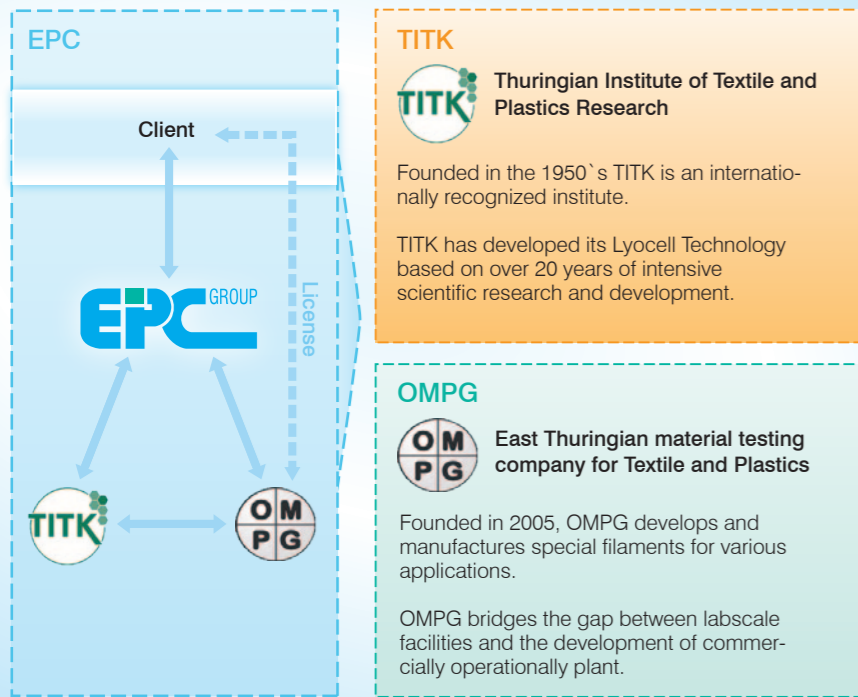 EPC
Client
License
EPC GROUP
TITK
OM
PG
TITK
TITK
Thuringian Institute of Textile and
Plastics Research
Founded in the 1950`s TITK is an internatio-
nally recognized institute.
TITK has developed its Lyocell Technology
based on over 20 years of intensive
scientific research and development.
OMPG
OM
PG
East Thuringian material testing
company for Textile and Plastics
Founded in 2005, OMPG develops and
manufactures special filaments for various
applications.
OMPG bridges the gap between labscale
facilities and the development of commer-
cially operationally plant.